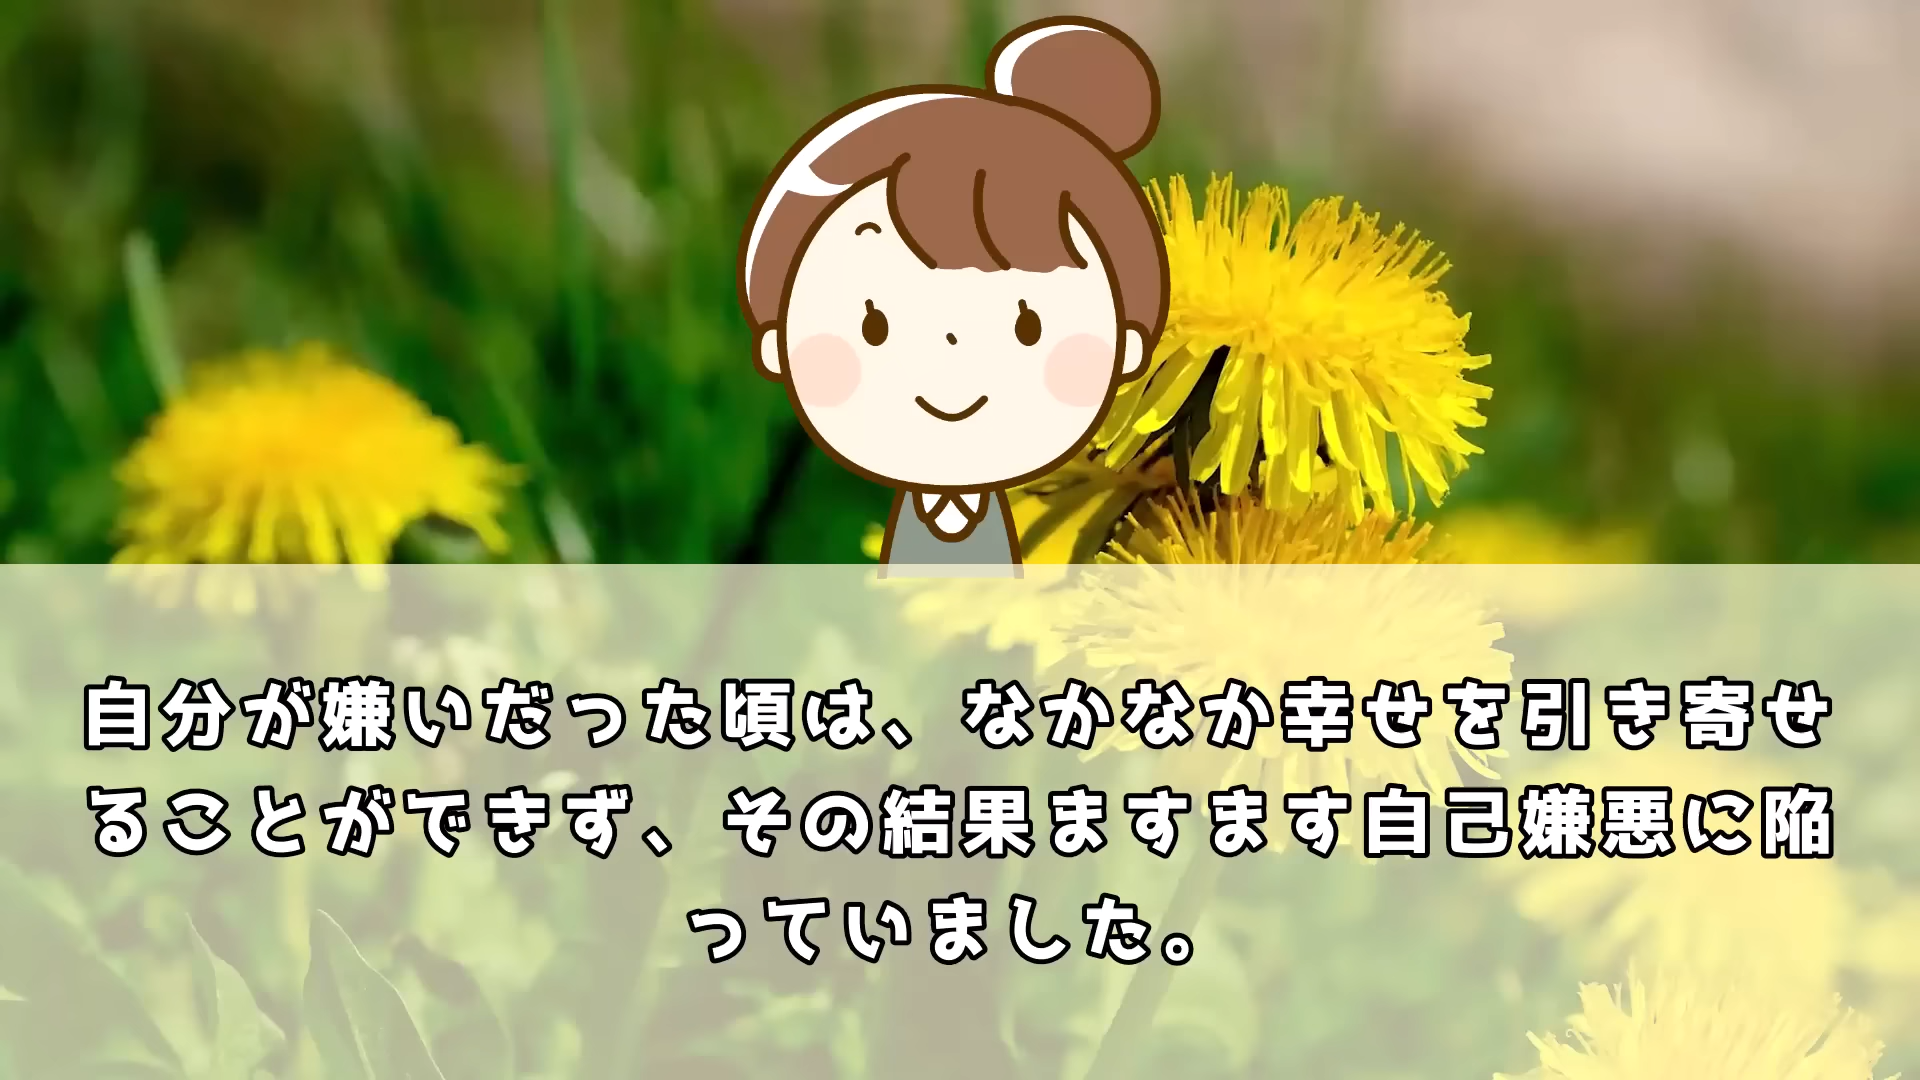 自分が嫌いだった頃は、なかなか幸せを引き寄せ
ることができず、その結果ますます自己嫌悪に陥
っていました。